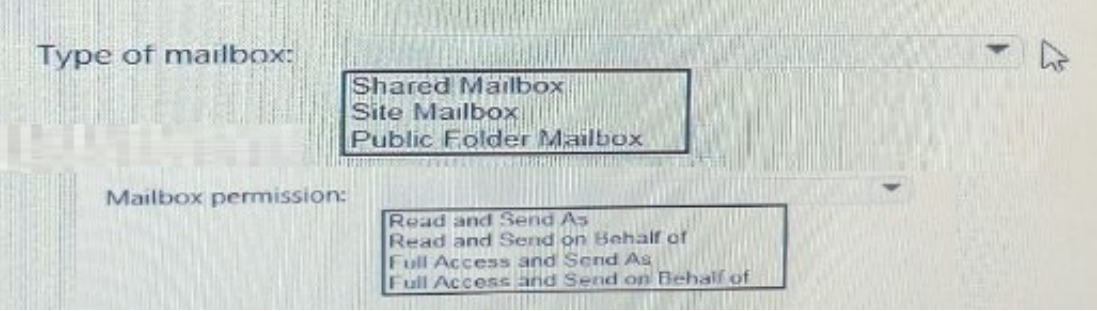 Type of mailbox:
Shared Mailbox
Site Mailbox
Public Folder Mailbox
Mailbox permission:
Read and Send As
Read and Send on Behalf of
Full Access and Send As
Full Access and Send on Behalf of